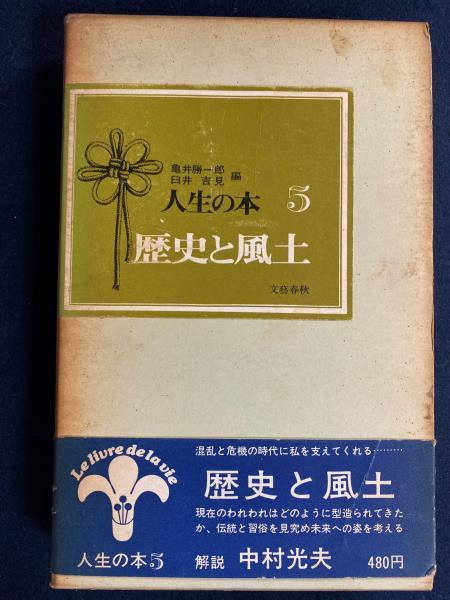 亀井勝一郎
臼井吉見 編
人生の本 5
歴史と風土
文藝春秋
Le livre de la vie
混乱と危機の時代に私を支えてくれる………
歴史と風土
現在のわれわれはどのように型造られてきた
か、伝統と習俗を見究め未来への姿を考える
人生の本5
解説 中村光夫 480円